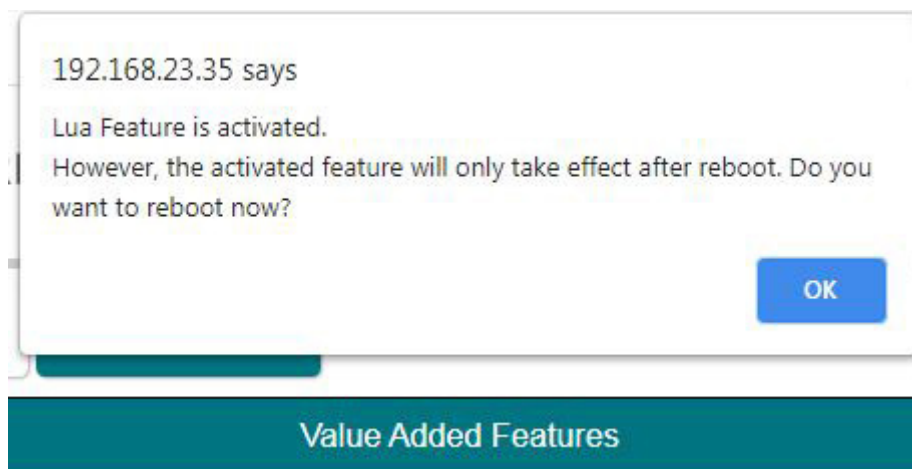 192.168.23.35 says
Lua Feature is activated.
However, the activated feature will only take effect after reboot. Do you
want to reboot now?
OK
Value Added Features